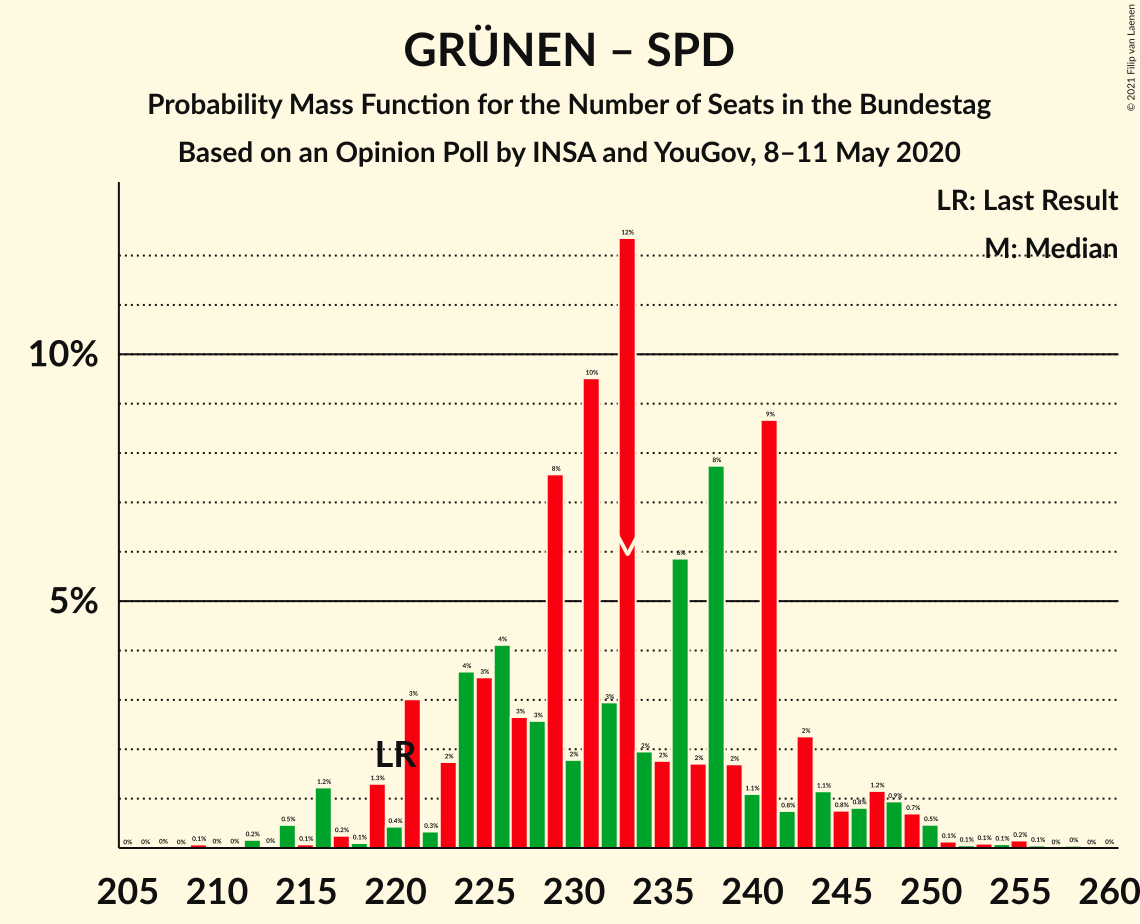 GRÜNEN – SPD
Probability Mass Function for the Number of Seats in the Bundestag
Based on an Opinion Poll by INSA and YouGov, 8–11 May 2020
© 2021 Filip van Laenen
LR: Last Result
M: Median
10%
5%
LR
0% 0% 0% 0% 0.1% 0% 0% 0.2% 0% 0.5% 0.1% 1.2% 0.2% 0.1% 1.3% 0.4% 3% 0.3% 2% 4% 3% 4% 3% 3% 8% 2% 10% 3% 12% 2% 2% 6% 2% 8% 2% 1.1% 9% 0.8% 2% 1.1% 0.8% 0.8% 1.2% 0.9% 0.7% 0.5% 0.1% 0.1% 0.1% 0.1% 0.2% 0.1% 0% 0% 0% 0%
205 210 215 220 225 230 235 240 245 250 255 260